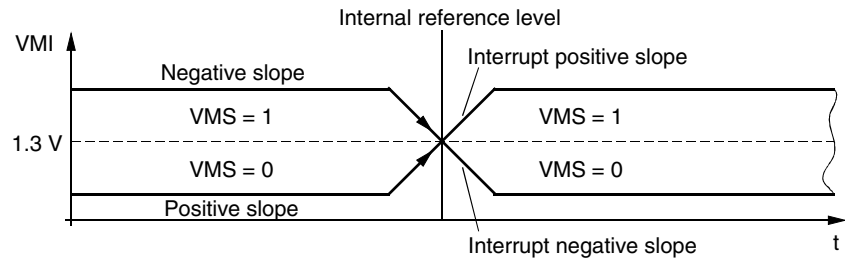 Internal reference level
VMI
Negative slope
Interrupt positive slope
VMS = 1
VMS = 1
1.3 V
VMS = 0
VMS = 0
Positive slope
Interrupt negative slope
t